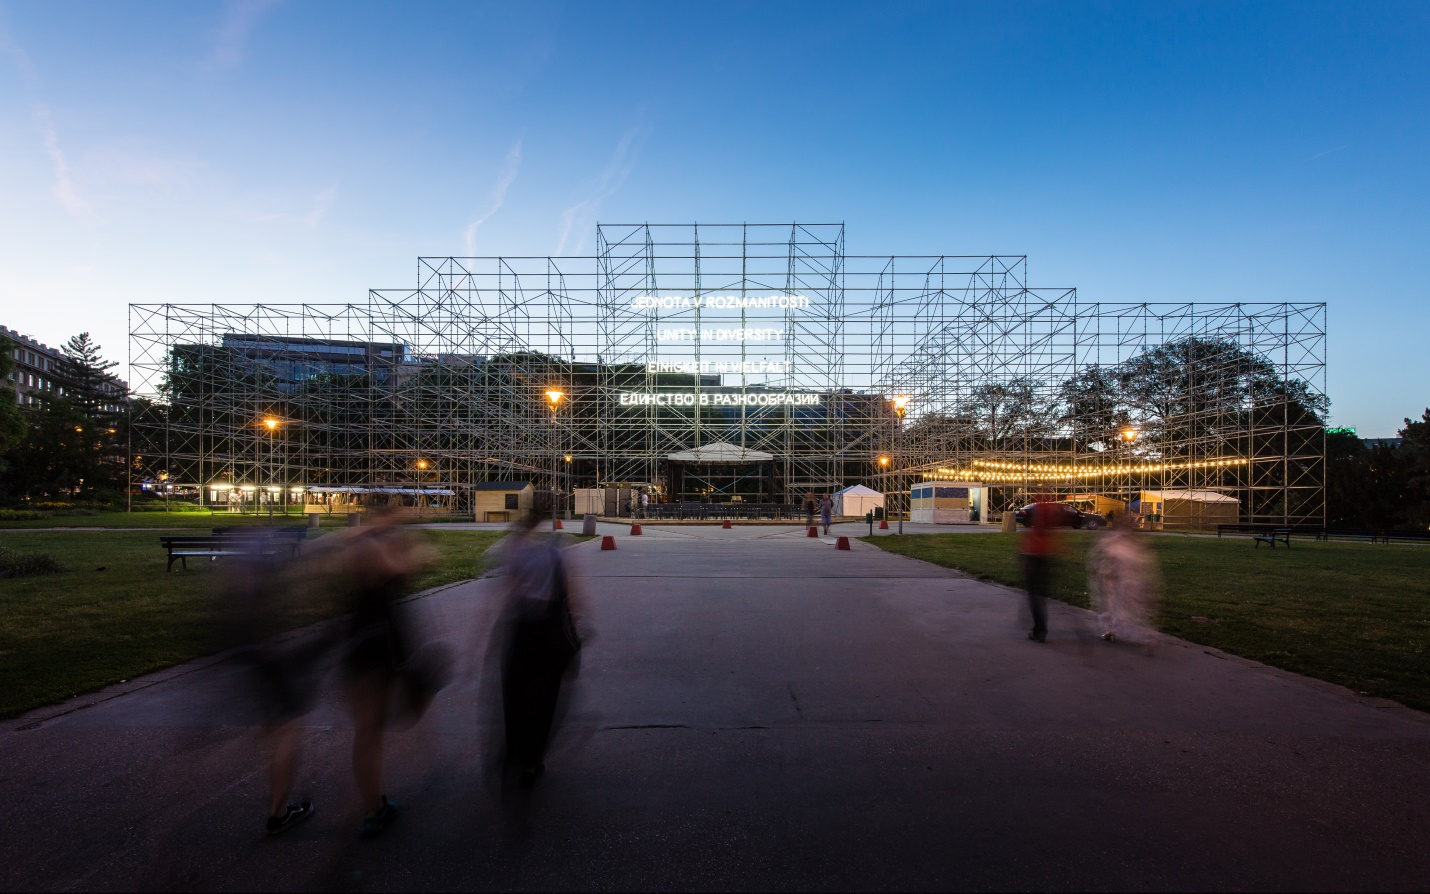 JEDNOTA V ROZMANITOSTI
UNITY IN DIVERSITY
EINIGKEIT IN VIELFALT
ЕДИНСТВО В РАЗНООБРАЗИИ